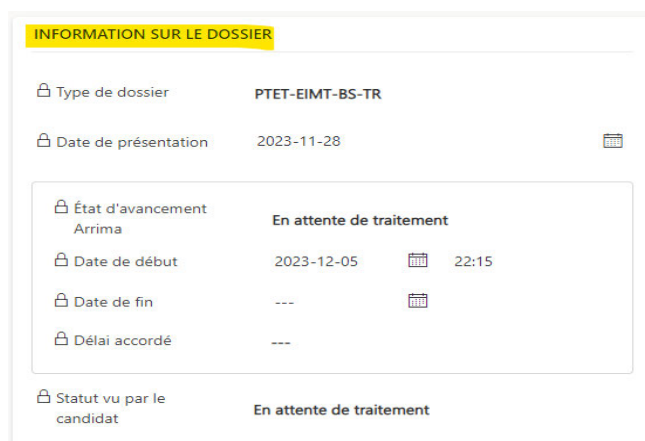 INFORMATION SUR LE DOSSIER
Type de dossier PTET-EIMT-BS-TR
Date de présentation 2023-11-28
État d'avancement
Arrima
En attente de traitement
Date de début 2023-12-05 22:15
Date de fin ---
Délai accordé ---
Statut vu par le
candidat
En attente de traitement